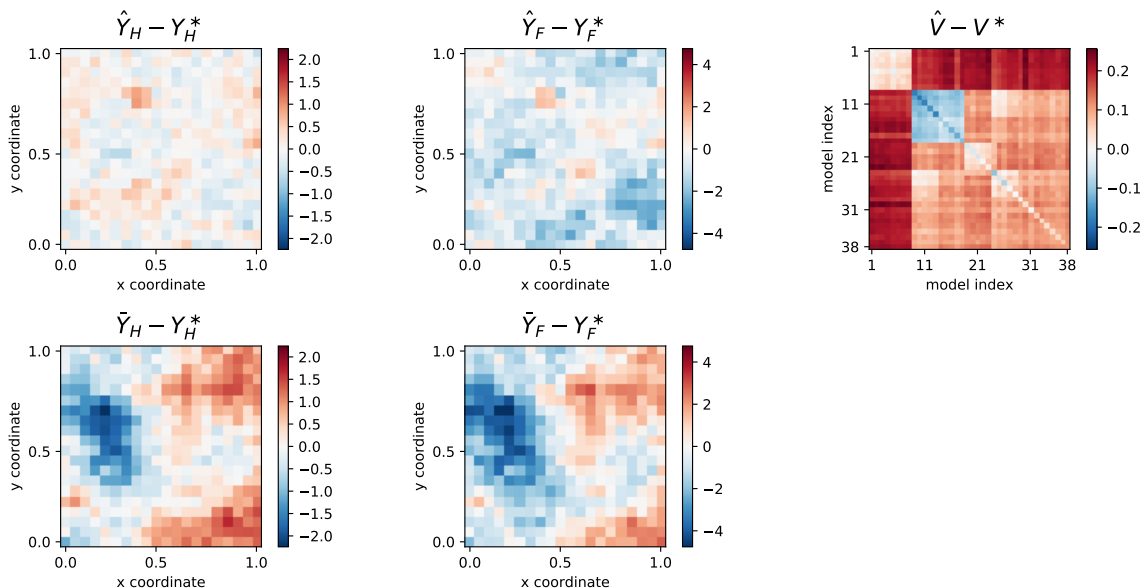 Ŷ_H − Y_H^*
1.0
0.5
0.0
y coordinate
0.0 0.5 1.0
x coordinate
2.0
1.5
1.0
0.5
0.0
−0.5
−1.0
−1.5
−2.0
Ŷ_F − Y_F^*
1.0
0.5
0.0
y coordinate
0.0 0.5 1.0
x coordinate
4
2
0
−2
−4
V̂ − V*
1
11
21
31
38
model index
1 11 21 31 38
model index
0.2
0.1
0.0
−0.1
−0.2
Ȳ_H − Y_H^*
1.0
0.5
0.0
y coordinate
0.0 0.5 1.0
x coordinate
2.0
1.5
1.0
0.5
0.0
−0.5
−1.0
−1.5
−2.0
Ȳ_F − Y_F^*
1.0
0.5
0.0
y coordinate
0.0 0.5 1.0
x coordinate
4
2
0
−2
−4